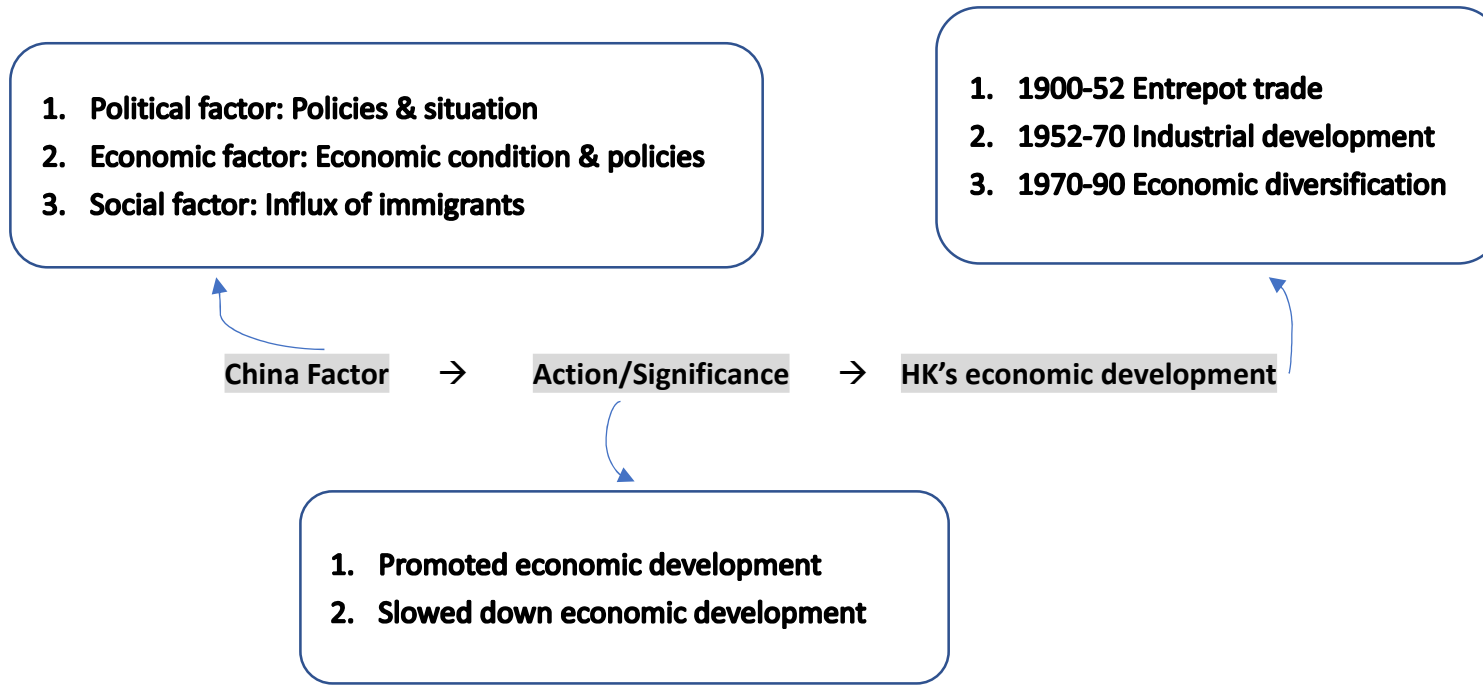 1. Political factor: Policies & situation
2. Economic factor: Economic condition & policies
3. Social factor: Influx of immigrants
1. 1900-52 Entrepot trade
2. 1952-70 Industrial development
3. 1970-90 Economic diversification
China Factor → Action/Significance → HK’s economic development
1. Promoted economic development
2. Slowed down economic development